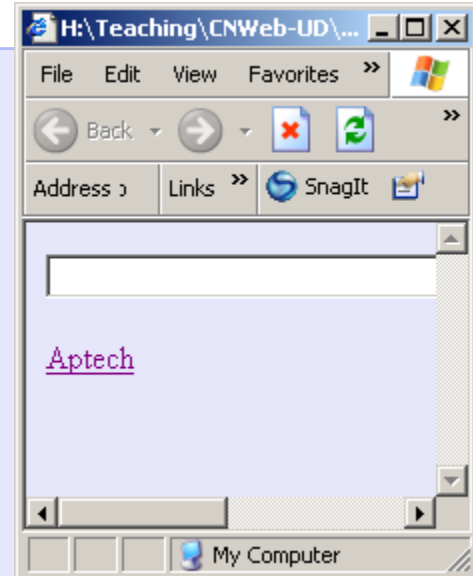 H:\Teaching\CNWeb-UD\...
File Edit View Favorites »
Back »
Address Links » SnagIt
Aptech
My Computer